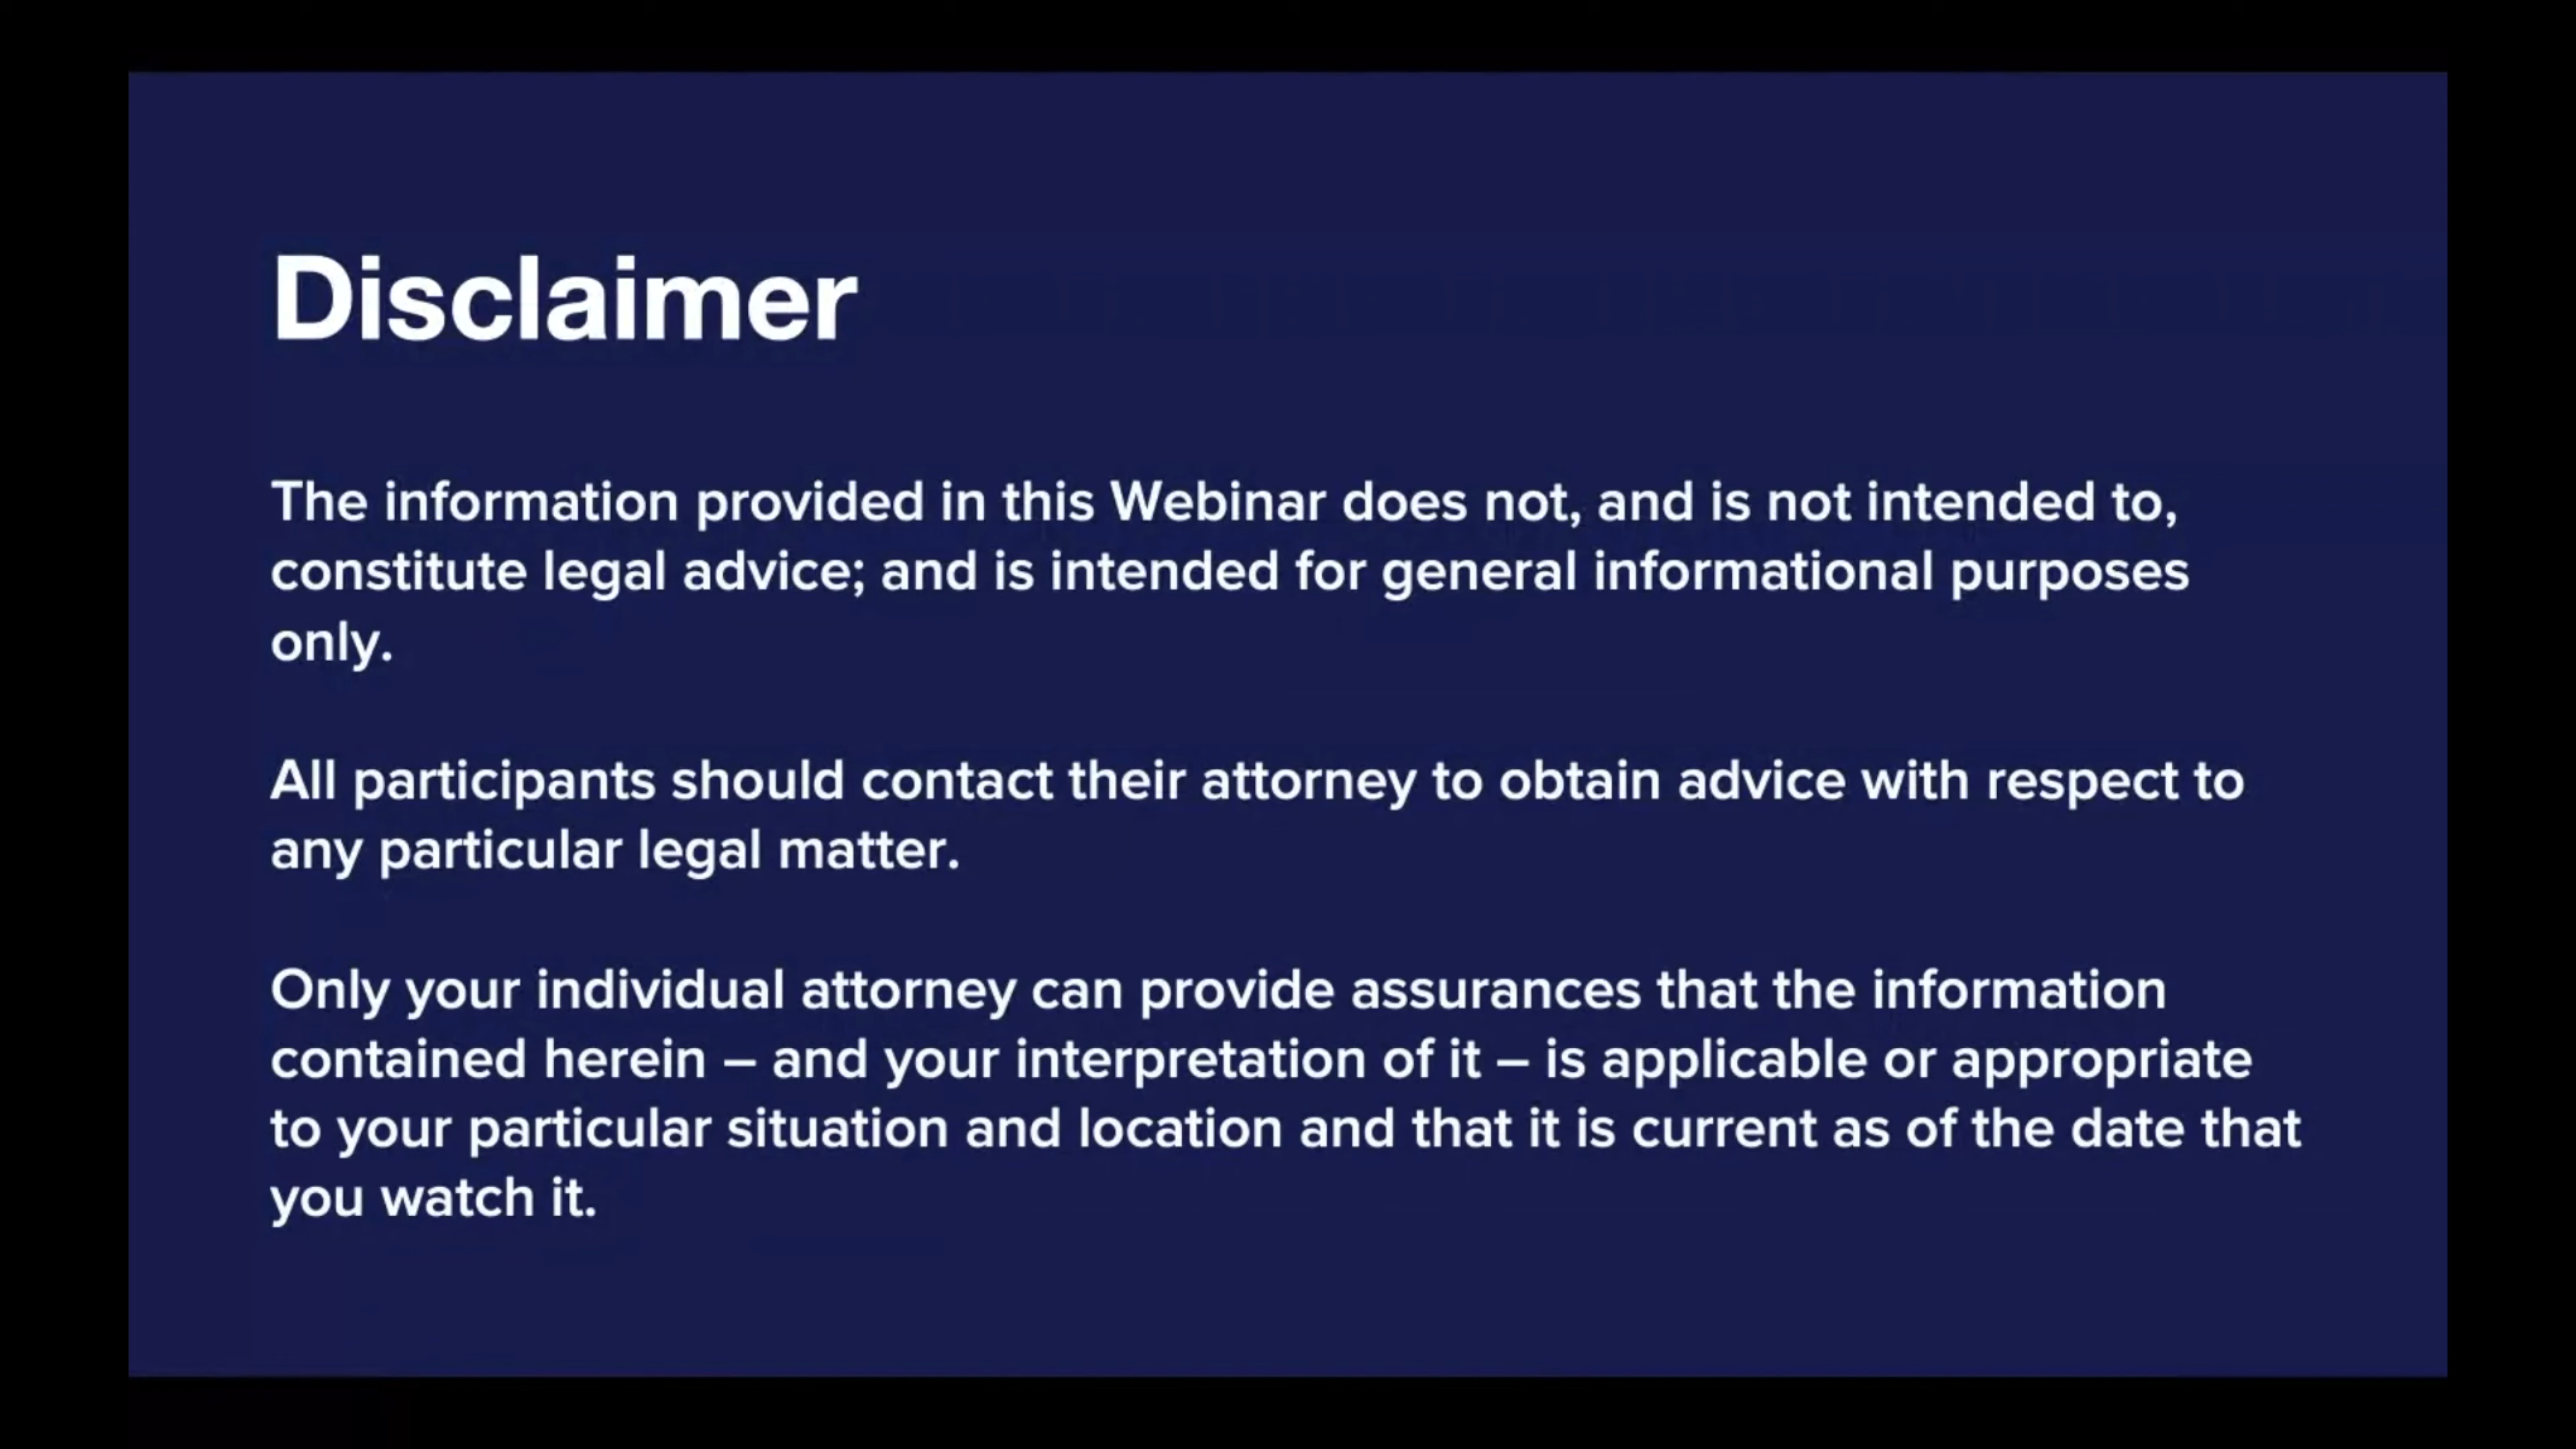 Disclaimer
The information provided in this Webinar does not, and is not intended to,
constitute legal advice; and is intended for general informational purposes
only.
All participants should contact their attorney to obtain advice with respect to
any particular legal matter.
Only your individual attorney can provide assurances that the information
contained herein – and your interpretation of it – is applicable or appropriate
to your particular situation and location and that it is current as of the date that
you watch it.